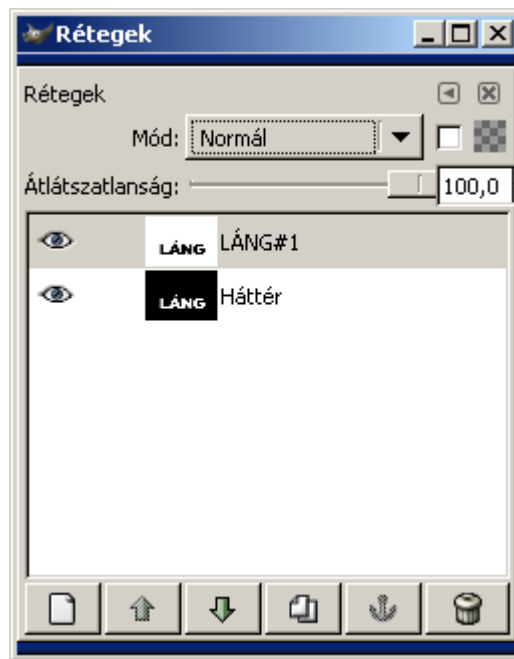 Rétegek
Rétegek
Mód: Normál
Átlátszatlanság: 100,0
LÁNG LÁNG#1
LÁNG Háttér